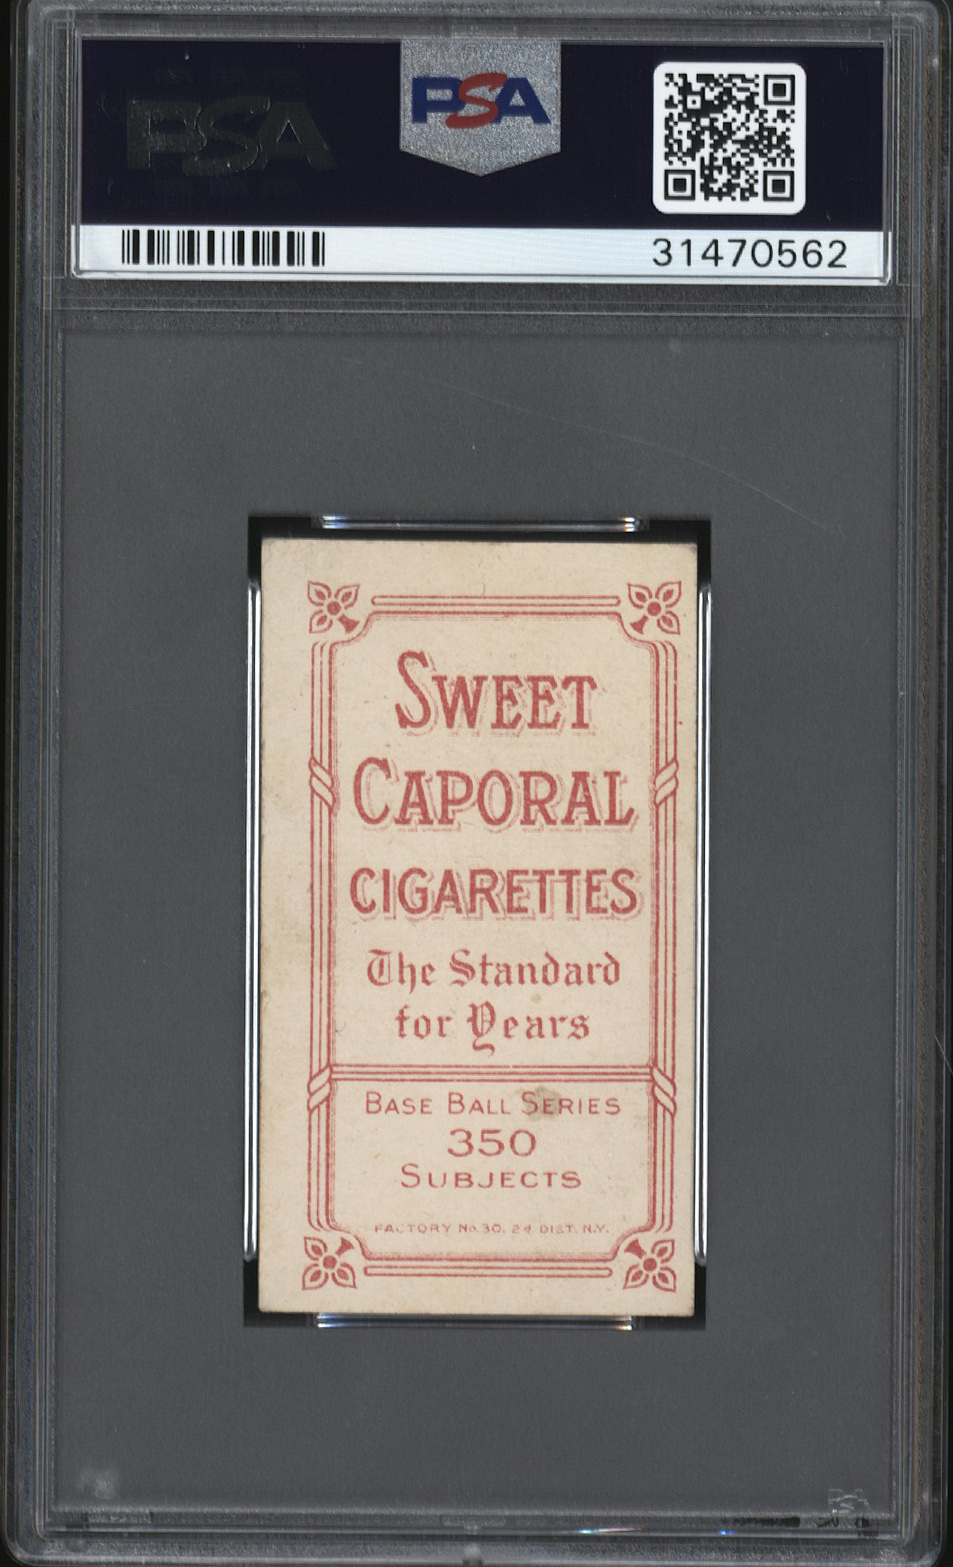 PSA
PSA
31470562
SWEET
CAPORAL
CIGARETTES
The Standard
for Years
BASE BALL SERIES
350
SUBJECTS
FACTORY No. 30, 2d DIST. N.Y.